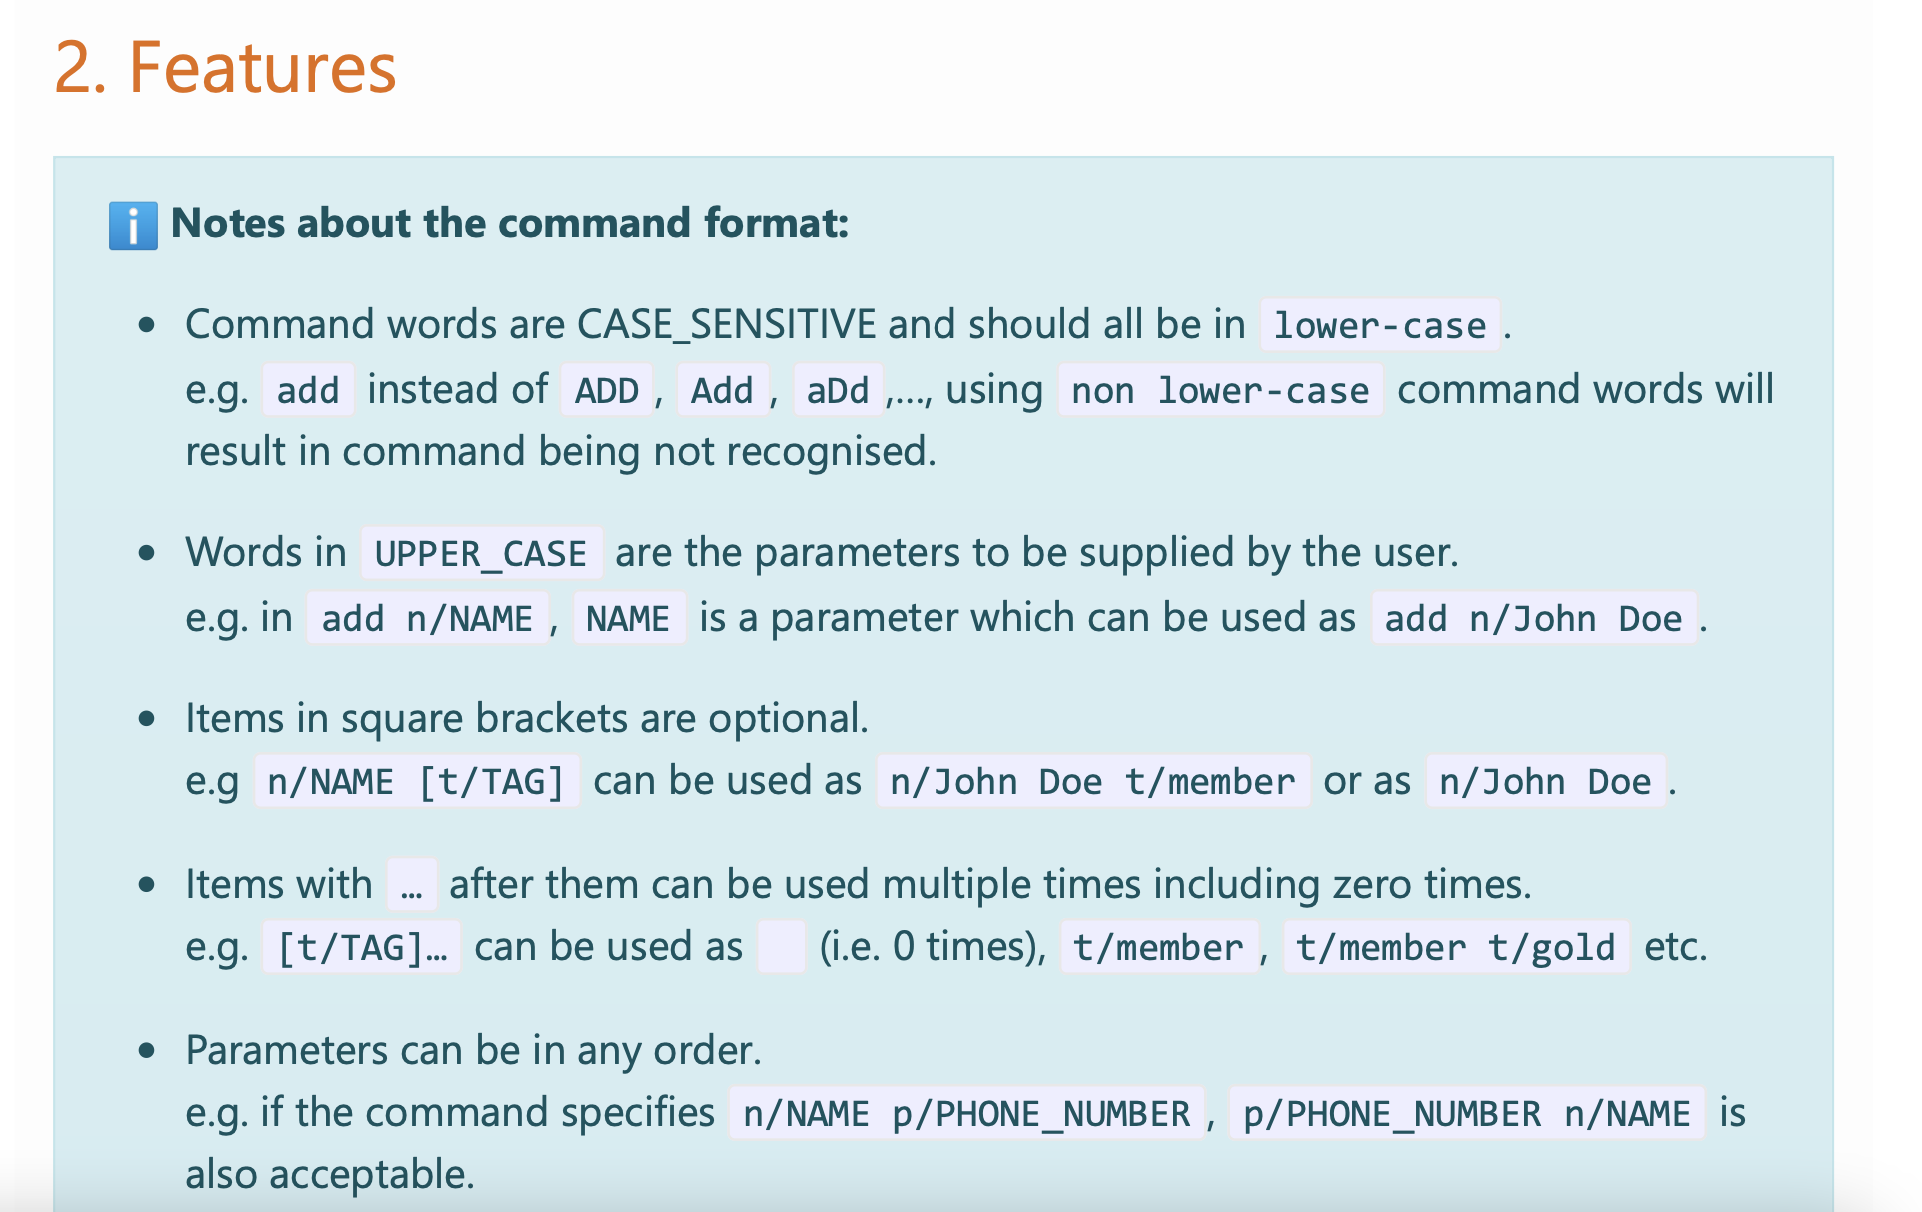 2. Features
Notes about the command format:
• Command words are CASE_SENSITIVE and should all be in lower-case.
e.g. add instead of ADD, Add, aDd,…, using non lower-case command words will
result in command being not recognised.
• Words in UPPER_CASE are the parameters to be supplied by the user.
e.g. in add n/NAME, NAME is a parameter which can be used as add n/John Doe.
• Items in square brackets are optional.
e.g n/NAME [t/TAG] can be used as n/John Doe t/member or as n/John Doe.
• Items with … after them can be used multiple times including zero times.
e.g. [t/TAG]… can be used as   (i.e. 0 times), t/member, t/member t/gold etc.
• Parameters can be in any order.
e.g. if the command specifies n/NAME p/PHONE_NUMBER, p/PHONE_NUMBER n/NAME is
also acceptable.